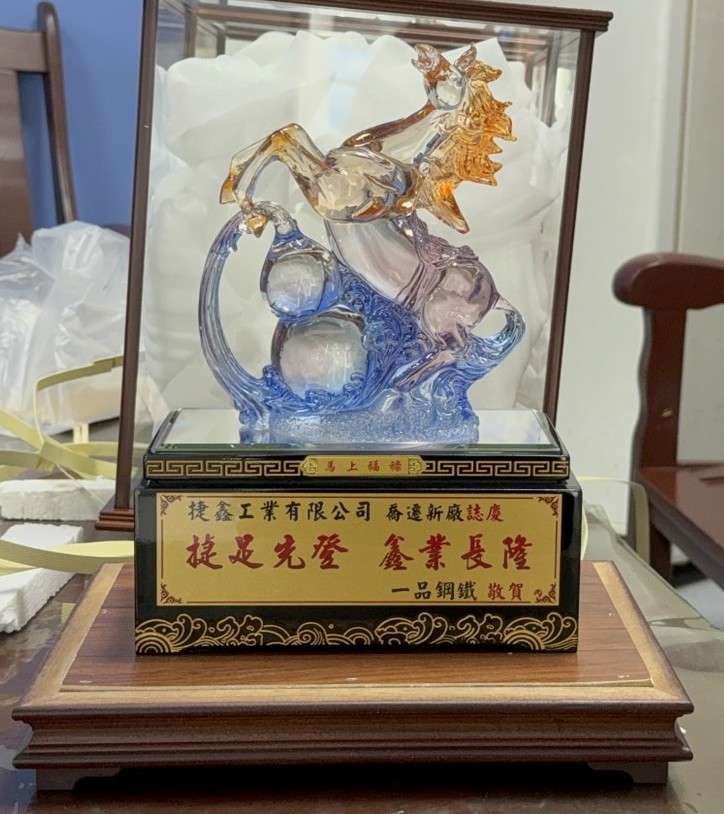 馬上福祿
捷鑫工業有限公司 喬遷新廠誌慶
捷足先登 鑫業長隆
一品鋼鐵 敬賀